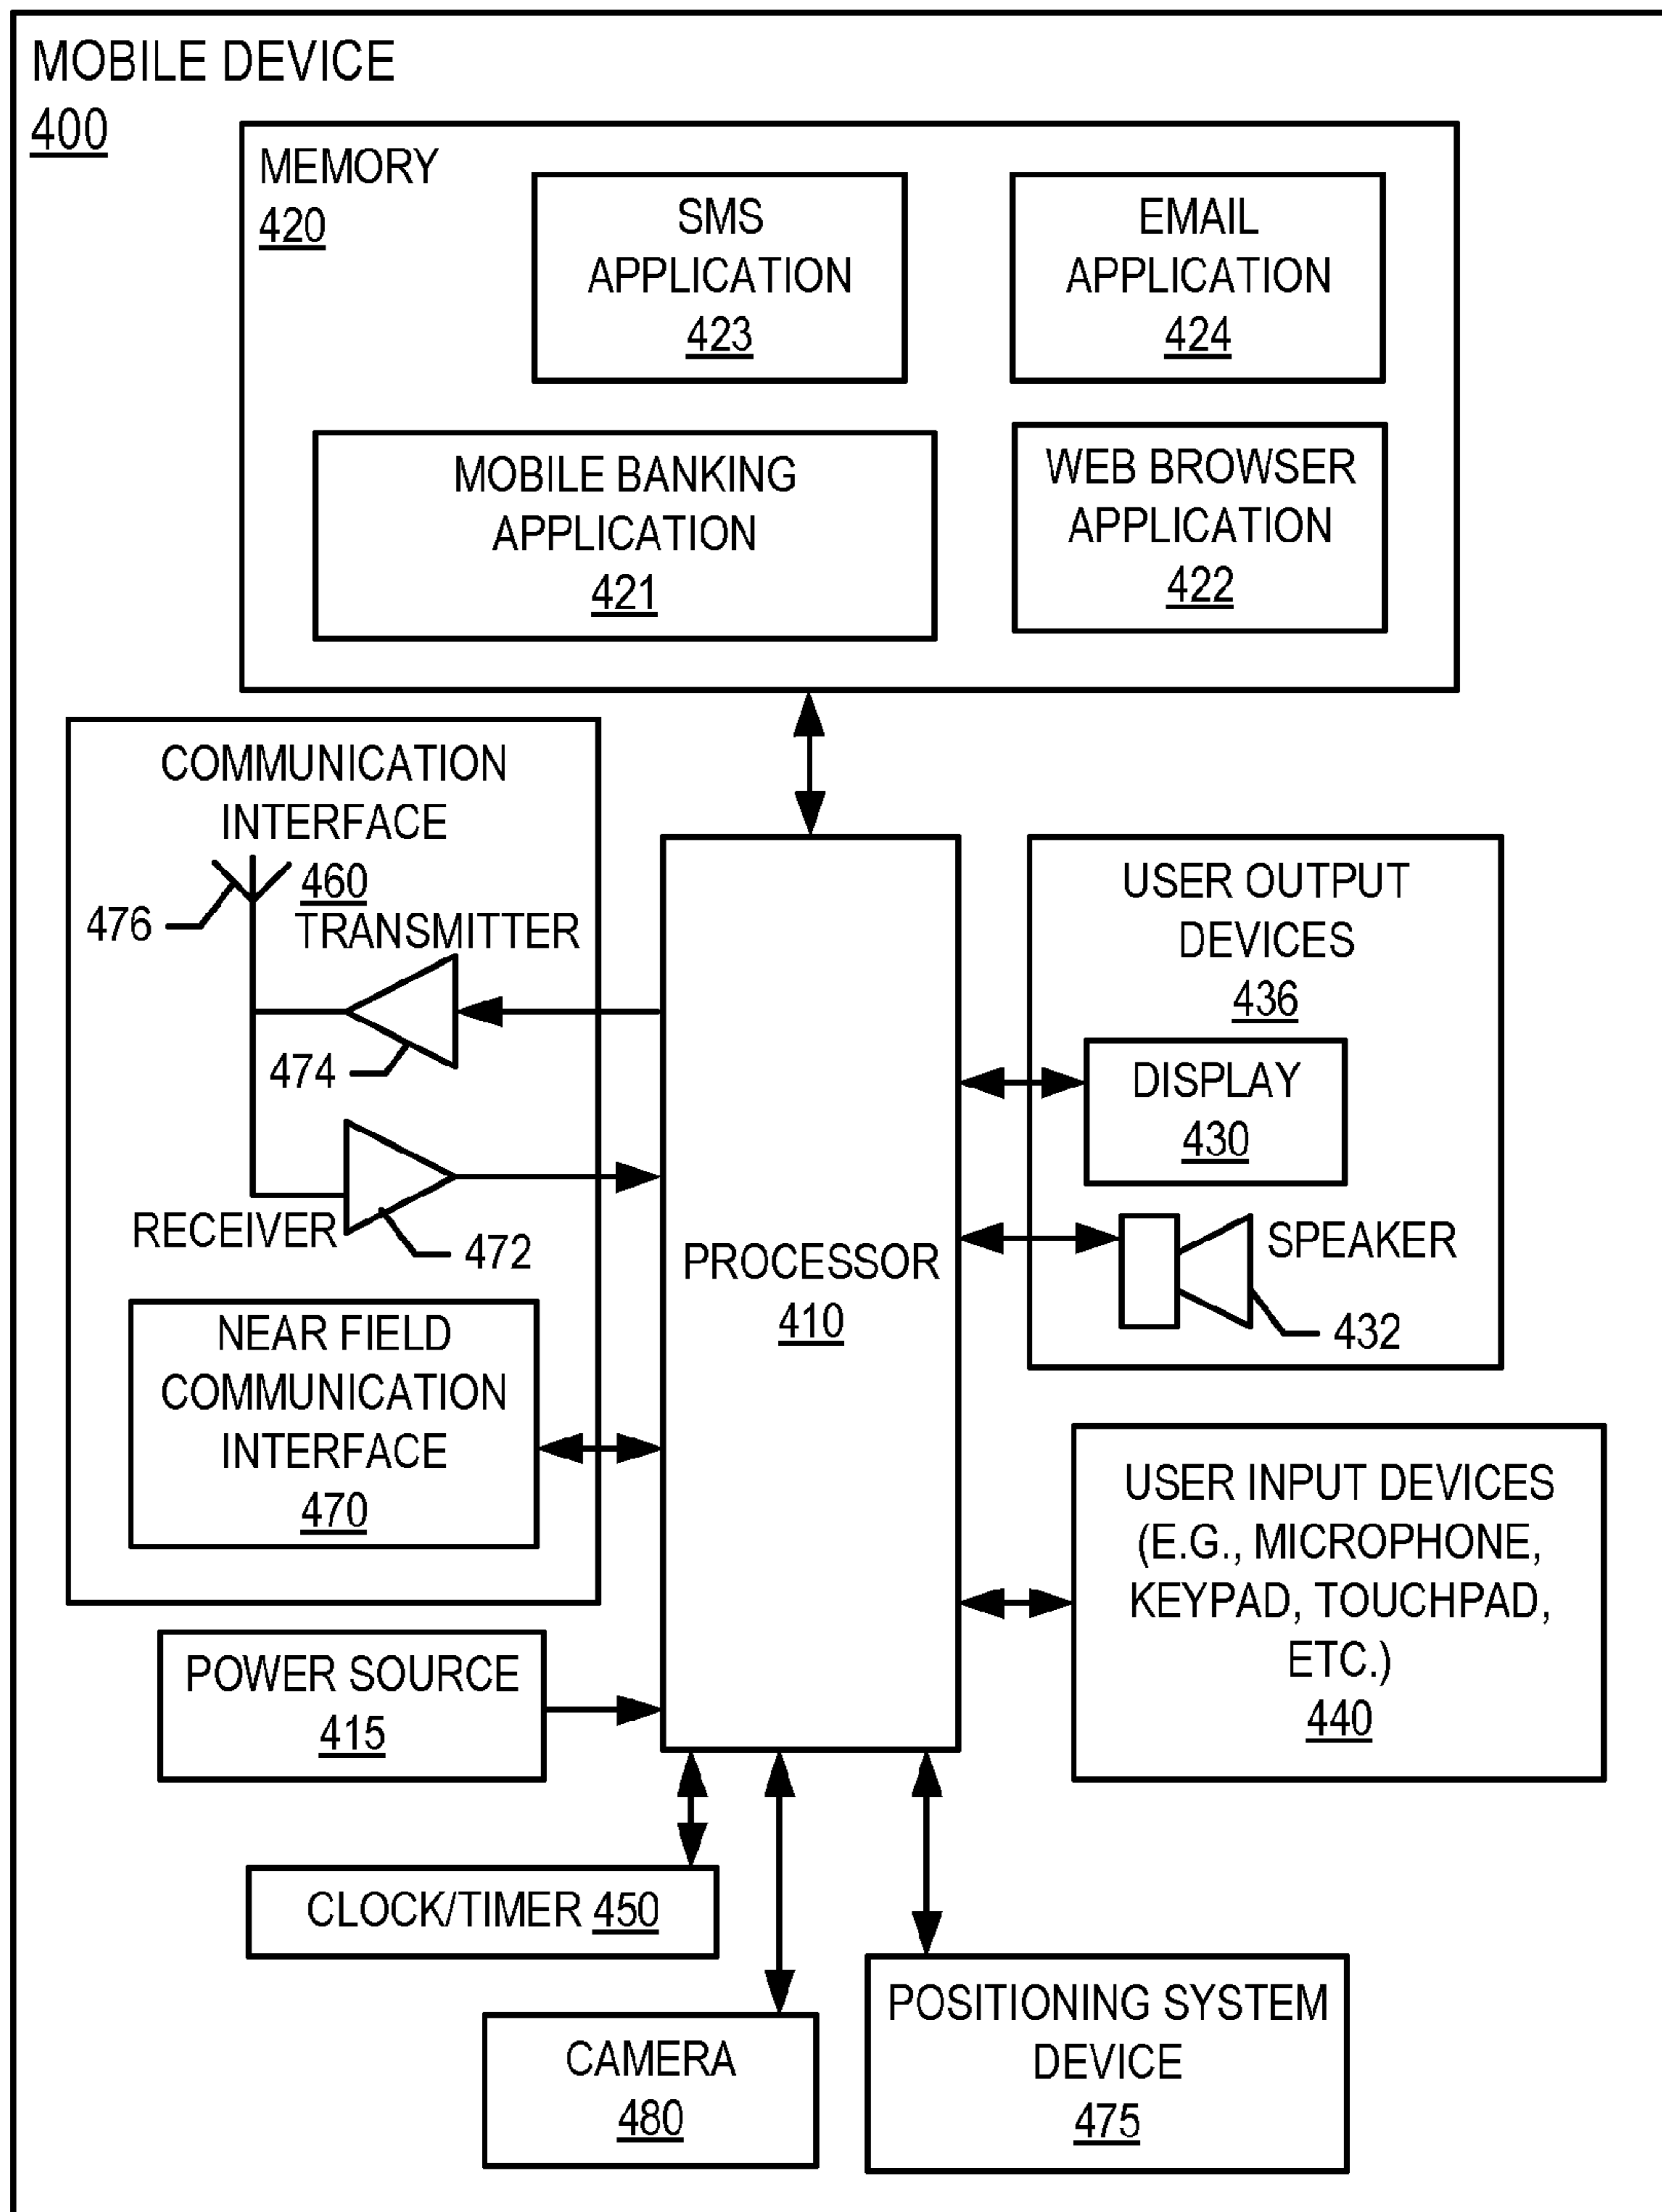 MOBILE DEVICE
400
MEMORY
420
SMS
APPLICATION
423
EMAIL
APPLICATION
424
MOBILE BANKING
APPLICATION
421
WEB BROWSER
APPLICATION
422
COMMUNICATION
INTERFACE
460
476
TRANSMITTER
474
RECEIVER
472
NEAR FIELD
COMMUNICATION
INTERFACE
470
PROCESSOR
410
USER OUTPUT
DEVICES
436
DISPLAY
430
SPEAKER
432
USER INPUT DEVICES
(E.G., MICROPHONE,
KEYPAD, TOUCHPAD,
ETC.)
440
POWER SOURCE
415
CLOCK/TIMER 450
CAMERA
480
POSITIONING SYSTEM
DEVICE
475